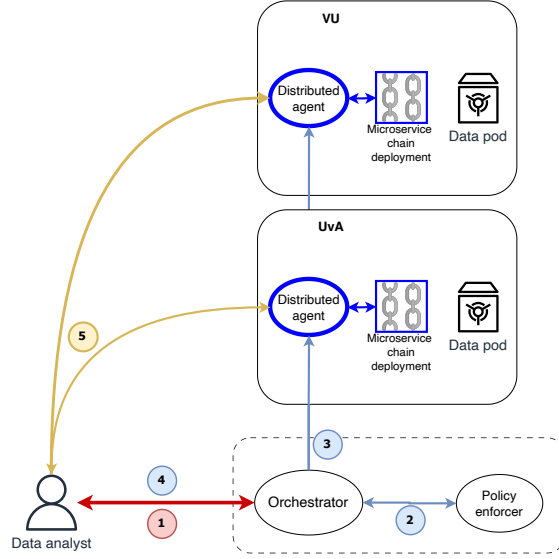 VU
Distributed
agent
Microservice
chain
deployment
Data pod
UvA
Distributed
agent
Microservice
chain
deployment
Data pod
5
3
4
1
2
Orchestrator
Policy
enforcer
Data analyst